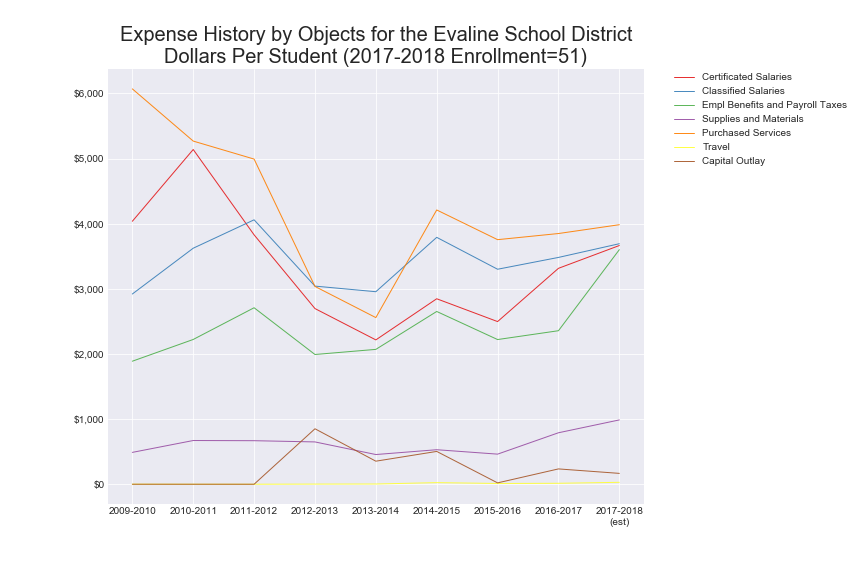 Expense History by Objects for the Evaline School District
Dollars Per Student (2017-2018 Enrollment=51)
Certificated Salaries
Classified Salaries
Empl Benefits and Payroll Taxes
Supplies and Materials
Purchased Services
Travel
Capital Outlay
$6,000
$5,000
$4,000
$3,000
$2,000
$1,000
$0
2009-2010 2010-2011 2011-2012 2012-2013 2013-2014 2014-2015 2015-2016 2016-2017 2017-2018
(est)